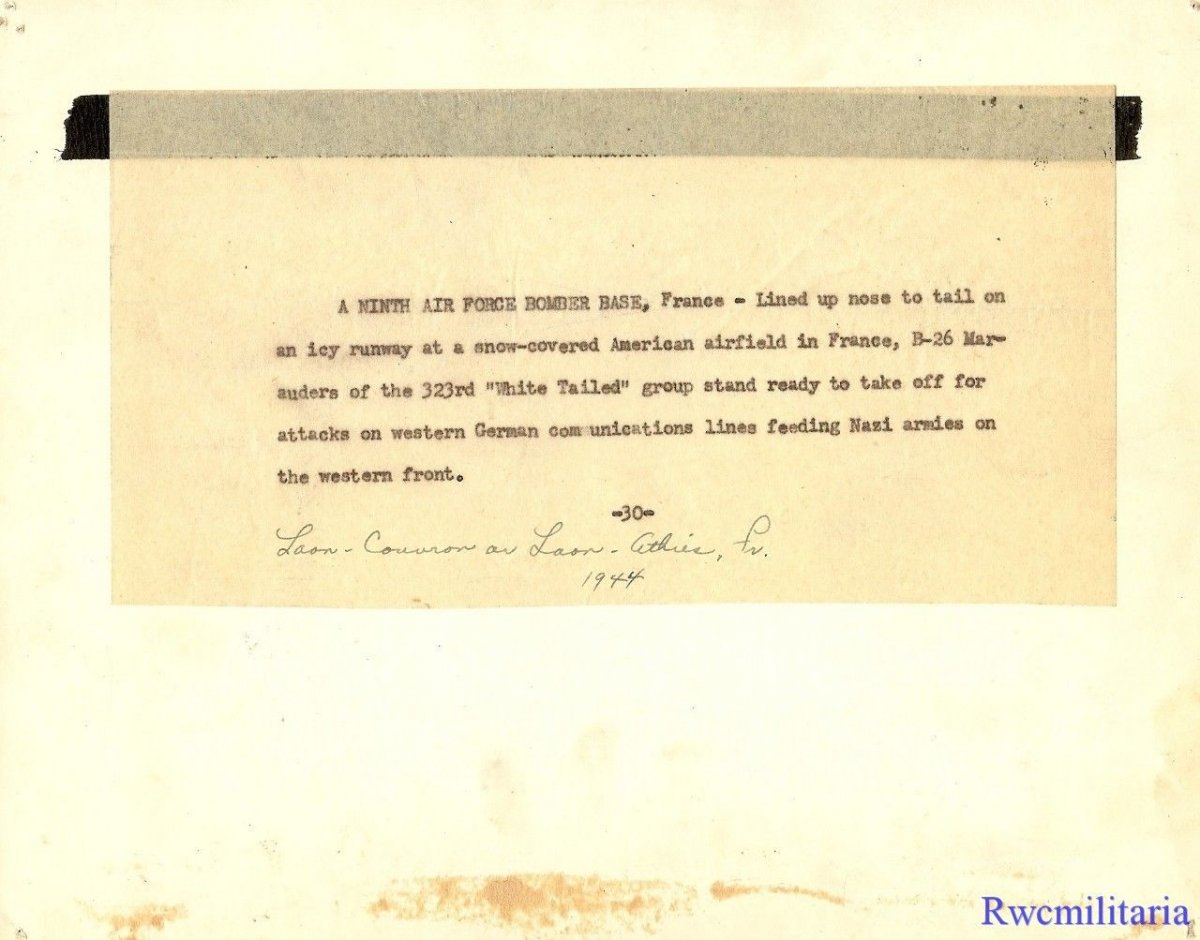 A NINTH AIR FORCE BOMBER BASE, France - Lined up nose to tail on
an icy runway at a snow-covered American airfield in France, B-26 Mar-
auders of the 323rd "White Tailed" group stand ready to take off for
attacks on western German com unications lines feeding Nazi armies on
the western front.
-30-
Laon - Couvron or Laon - Athies, Fr.
1944
Rwcmilitaria